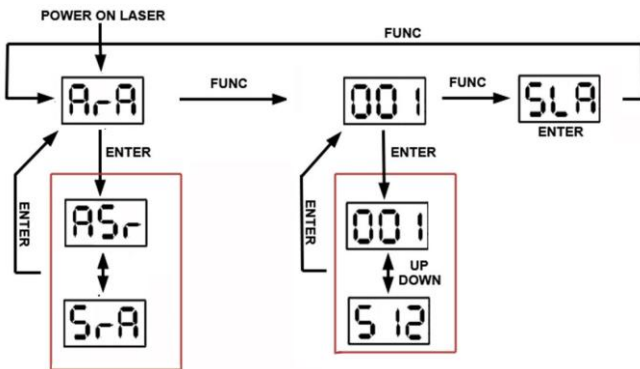 POWER ON LASER
FUNC
ArA
FUNC
001
FUNC
SLA
ENTER
ENTER
ENTER
ENTER
ASr
SrA
ENTER
001
UP
DOWN
512